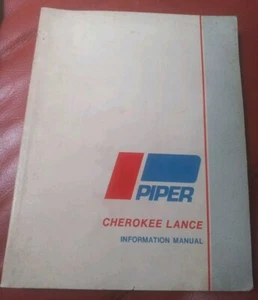 PIPER
CHEROKEE LANCE
INFORMATION MANUAL